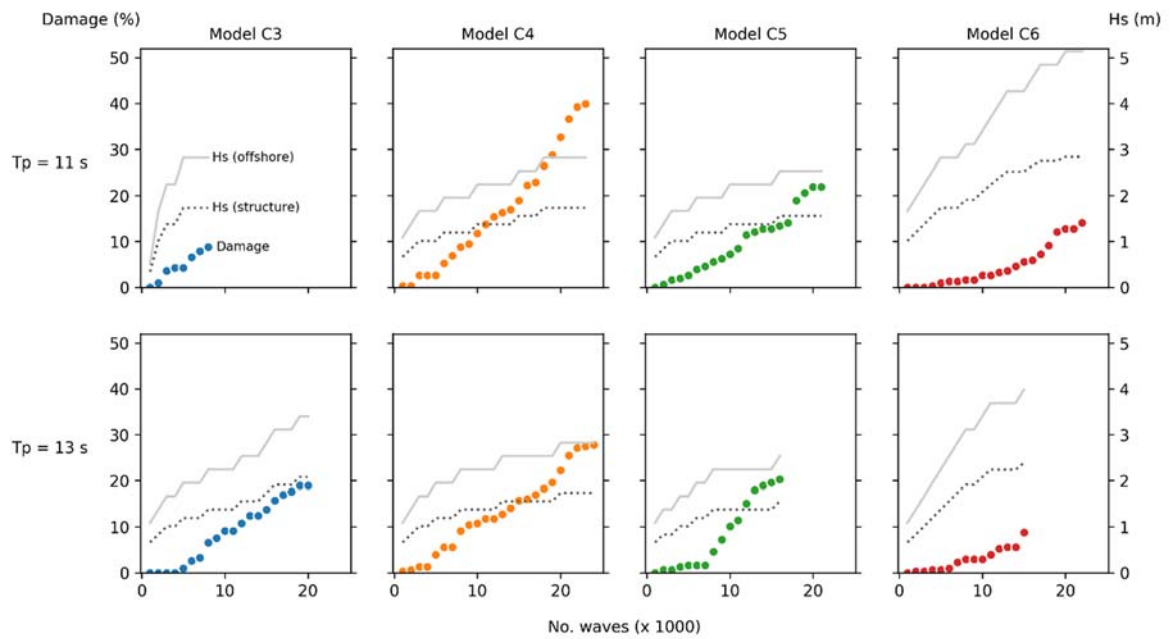 Damage (%)
Hs (m)
Model C3
Model C4
Model C5
Model C6
Tp = 11 s
50
40
30
20
10
0
Hs (offshore)
Hs (structure)
Damage
5
4
3
2
1
0
Tp = 13 s
50
40
30
20
10
0
5
4
3
2
1
0
0 10 20
0 10 20
0 10 20
0 10 20
No. waves (x 1000)